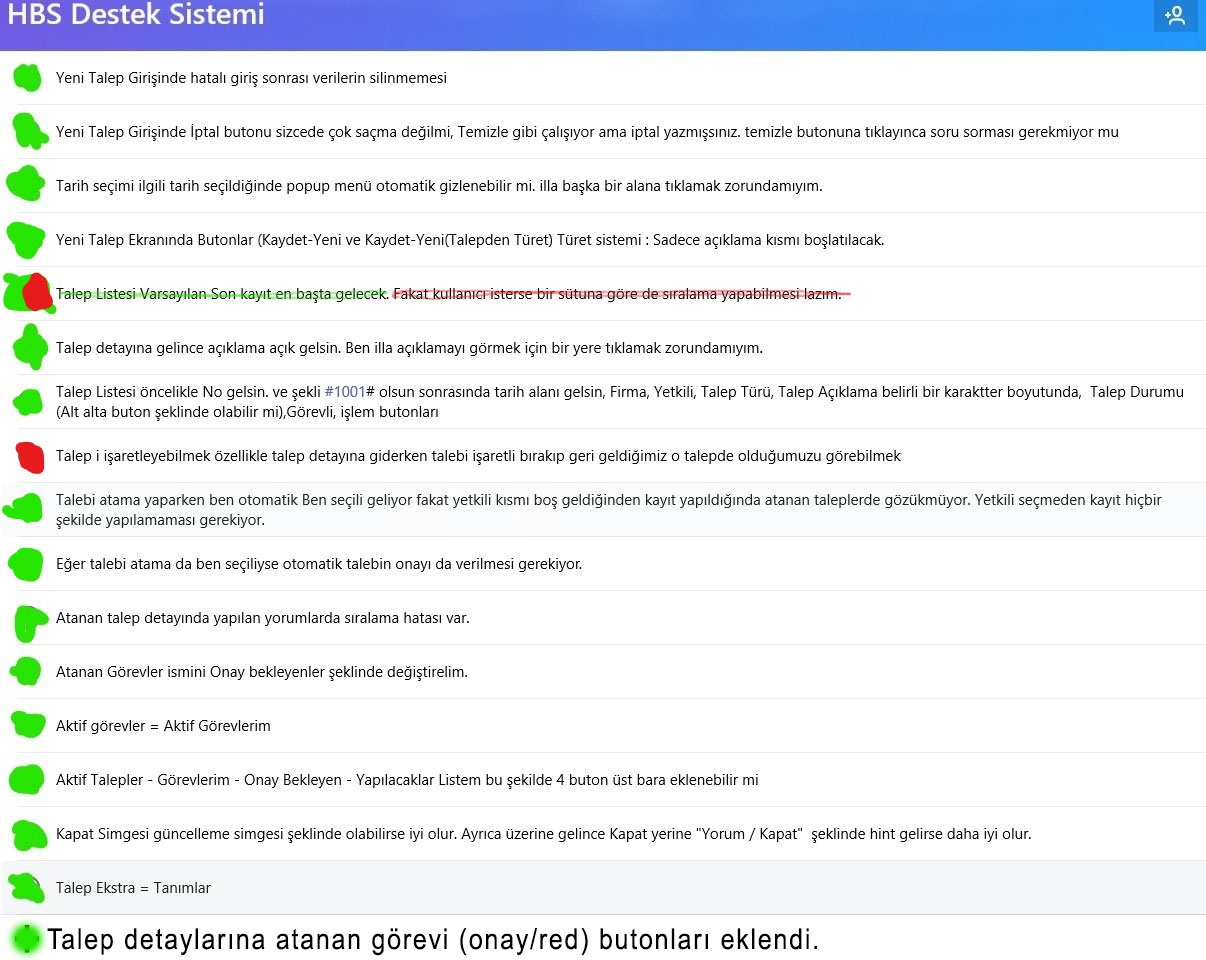 HBS Destek Sistemi
Yeni Talep Girişinde hatalı giriş sonrası verilerin silinmemesi
Yeni Talep Girişinde İptal butonu sizcede çok saçma değilmi, Temizle gibi çalışıyor ama iptal yazmışsınız. temizle butonuna tıklayınca soru sorması gerekmiyor mu
Tarih seçimi ilgili tarih seçildiğinde popup menü otomatik gizlenebilir mi. illa başka bir alana tıklamak zorundamıyım.
Yeni Talep Ekranında Butonlar (Kaydet-Yeni ve Kaydet-Yeni(Talepden Türet) Türet sistemi : Sadece açıklama kısmı boşlatılacak.
Talep Listesi Varsayılan Son kayıt en başta gelecek. Fakat kullanıcı isterse bir sütuna göre de sıralama yapabilmesi lazım.
Talep detayına gelince açıklama açık gelsin. Ben illa açıklamayı görmek için bir yere tıklamak zorundamıyım.
Talep Listesi öncelikle No gelsin. ve şekli #1001# olsun sonrasında tarih alanı gelsin, Firma, Yetkili, Talep Türü, Talep Açıklama belirli bir karaktter boyutunda,  Talep Durumu
(Alt alta buton şeklinde olabilir mi),Görevli, işlem butonları
Talep i işaretleyebilmek özellikle talep detayına giderken talebi işaretli bırakıp geri geldiğimiz o talepde olduğumuzu görebilmek
Talebi atama yaparken ben otomatik Ben seçili geliyor fakat yetkili kısmı boş geldiğinden kayıt yapıldığında atanan taleplerde gözükmüyor. Yetkili seçmeden kayıt hiçbir
şekilde yapılamaması gerekiyor.
Eğer talebi atama da ben seçiliyse otomatik talebin onayı da verilmesi gerekiyor.
Atanan talep detayında yapılan yorumlarda sıralama hatası var.
Atanan Görevler ismini Onay bekleyenler şeklinde değiştirelim.
Aktif görevler = Aktif Görevlerim
Aktif Talepler - Görevlerim - Onay Bekleyen - Yapılacaklar Listem bu şekilde 4 buton üst bara eklenebilir mi
Kapat Simgesi güncelleme simgesi şeklinde olabilirse iyi olur. Ayrıca üzerine gelince Kapat yerine "Yorum / Kapat"  şeklinde hint gelirse daha iyi olur.
Talep Ekstra = Tanımlar
Talep detaylarına atanan görevi (onay/red) butonları eklendi.